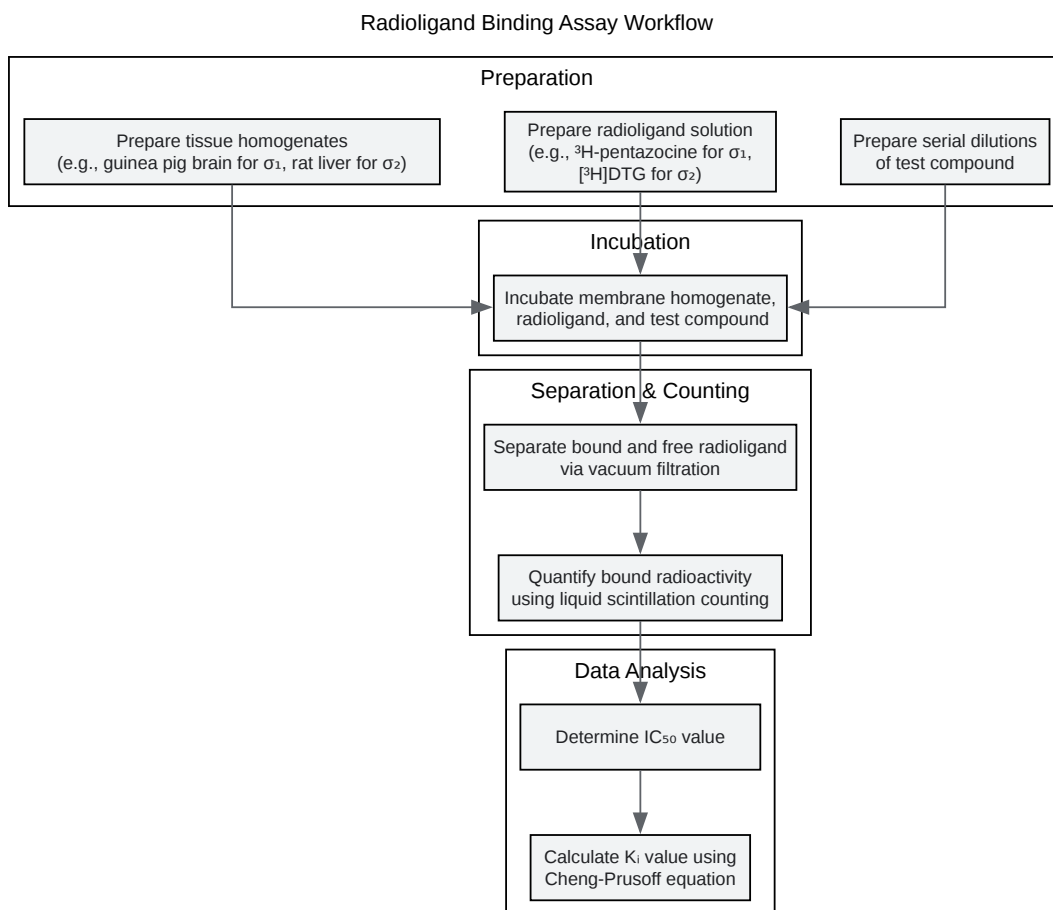 Radioligand Binding Assay Workflow
Preparation
Prepare tissue homogenates
(e.g., guinea pig brain for σ₁, rat liver for σ₂)
Prepare radioligand solution
(e.g., ³H-pentazocine for σ₁,
[³H]DTG for σ₂)
Prepare serial dilutions
of test compound
Incubation
Incubate membrane homogenate,
radioligand, and test compound
Separation & Counting
Separate bound and free radioligand
via vacuum filtration
Quantify bound radioactivity
using liquid scintillation counting
Data Analysis
Determine IC₅₀ value
Calculate Kᵢ value using
Cheng-Prusoff equation